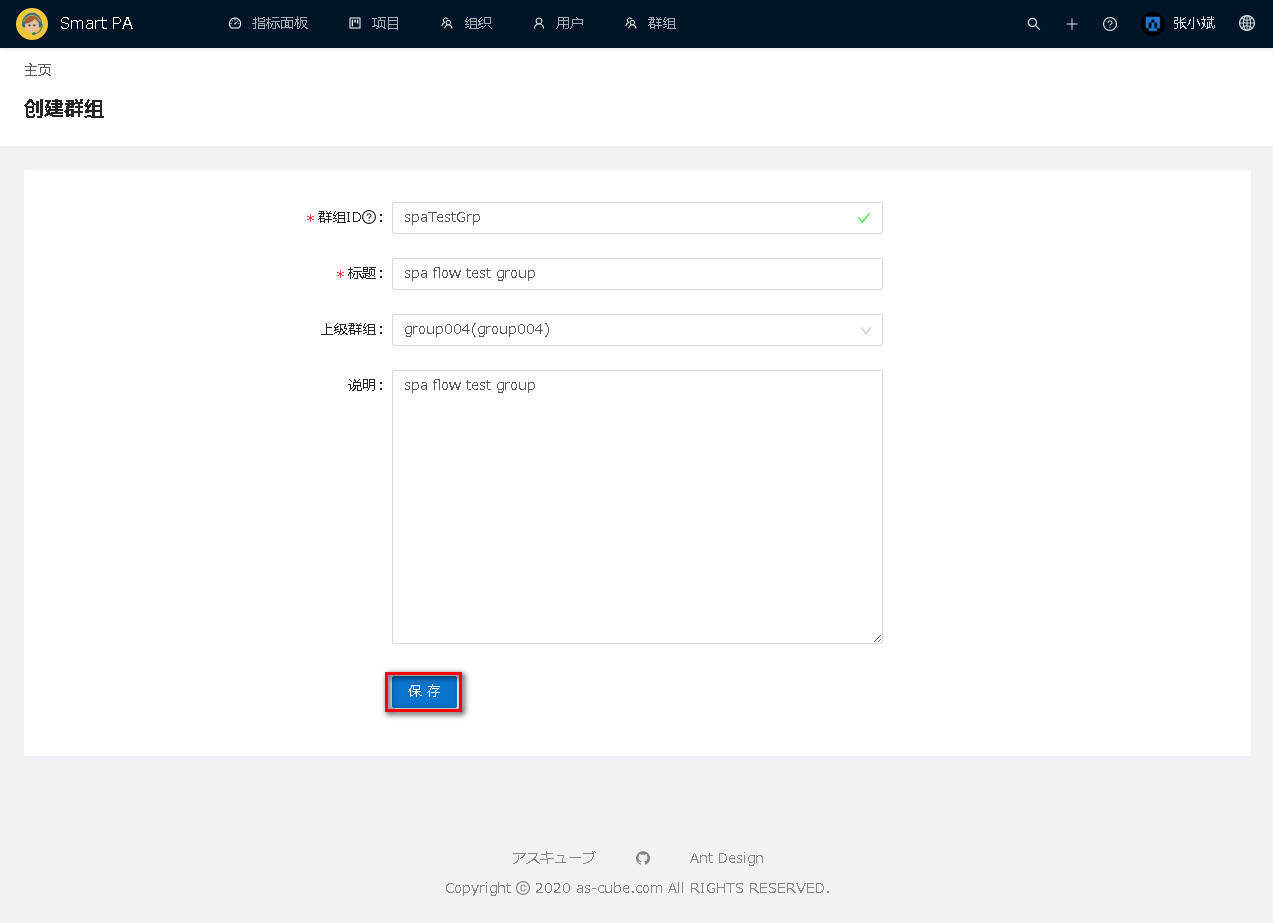 Smart PA 指标面板 项目 组织 用户 群组 张小斌
主页
创建群组
* 群组ID: spaTestGrp
* 标题: spa flow test group
上级群组: group004(group004)
说明: spa flow test group
保 存
アスキューブ Ant Design
Copyright © 2020 as-cube.com All RIGHTS RESERVED.